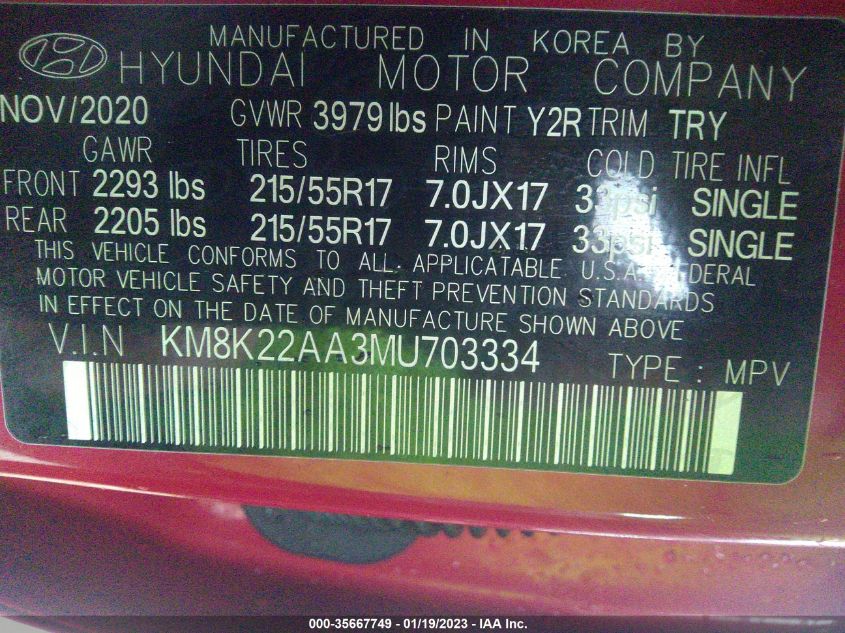 MANUFACTURED IN KOREA BY
HYUNDAI MOTOR COMPANY
NOV/2020 GVWR 3979 lbs PAINT Y2R TRIM TRY
GAWR TIRES RIMS COLD TIRE INFL
FRONT 2293 lbs 215/55R17 7.0JX17 33psi SINGLE
REAR 2205 lbs 215/55R17 7.0JX17 33psi SINGLE
THIS VEHICLE CONFORMS TO ALL APPLICATABLE U.S.A. FEDERAL
MOTOR VEHICLE SAFETY AND THEFT PREVENTION STANDARDS
IN EFFECT ON THE DATE OF MANUFACTURE SHOWN ABOVE
V.I.N KM8K22AA3MU703334 TYPE : MPV
000-35667749 - 01/19/2023 - IAA Inc.